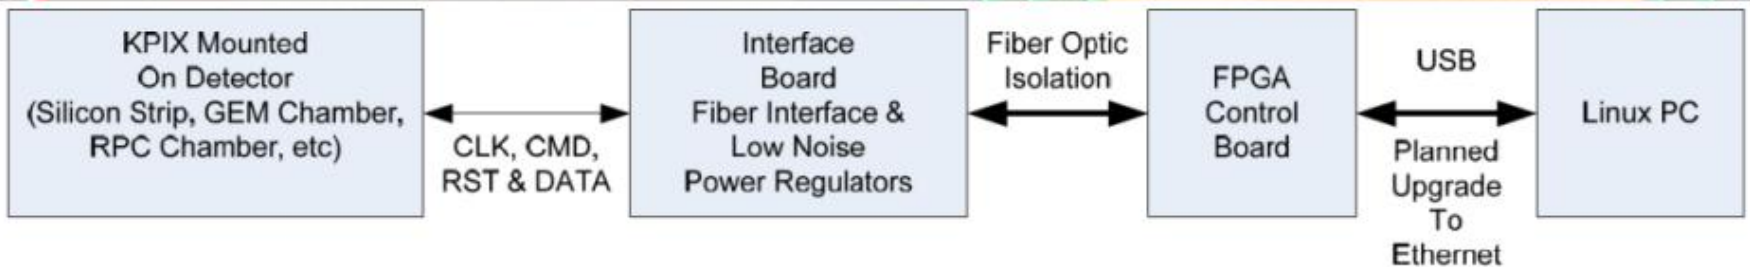 KPIX Mounted
On Detector
(Silicon Strip, GEM Chamber,
RPC Chamber, etc)
CLK, CMD,
RST & DATA
Interface
Board
Fiber Interface &
Low Noise
Power Regulators
Fiber Optic
Isolation
FPGA
Control
Board
USB
Planned
Upgrade
To
Ethernet
Linux PC